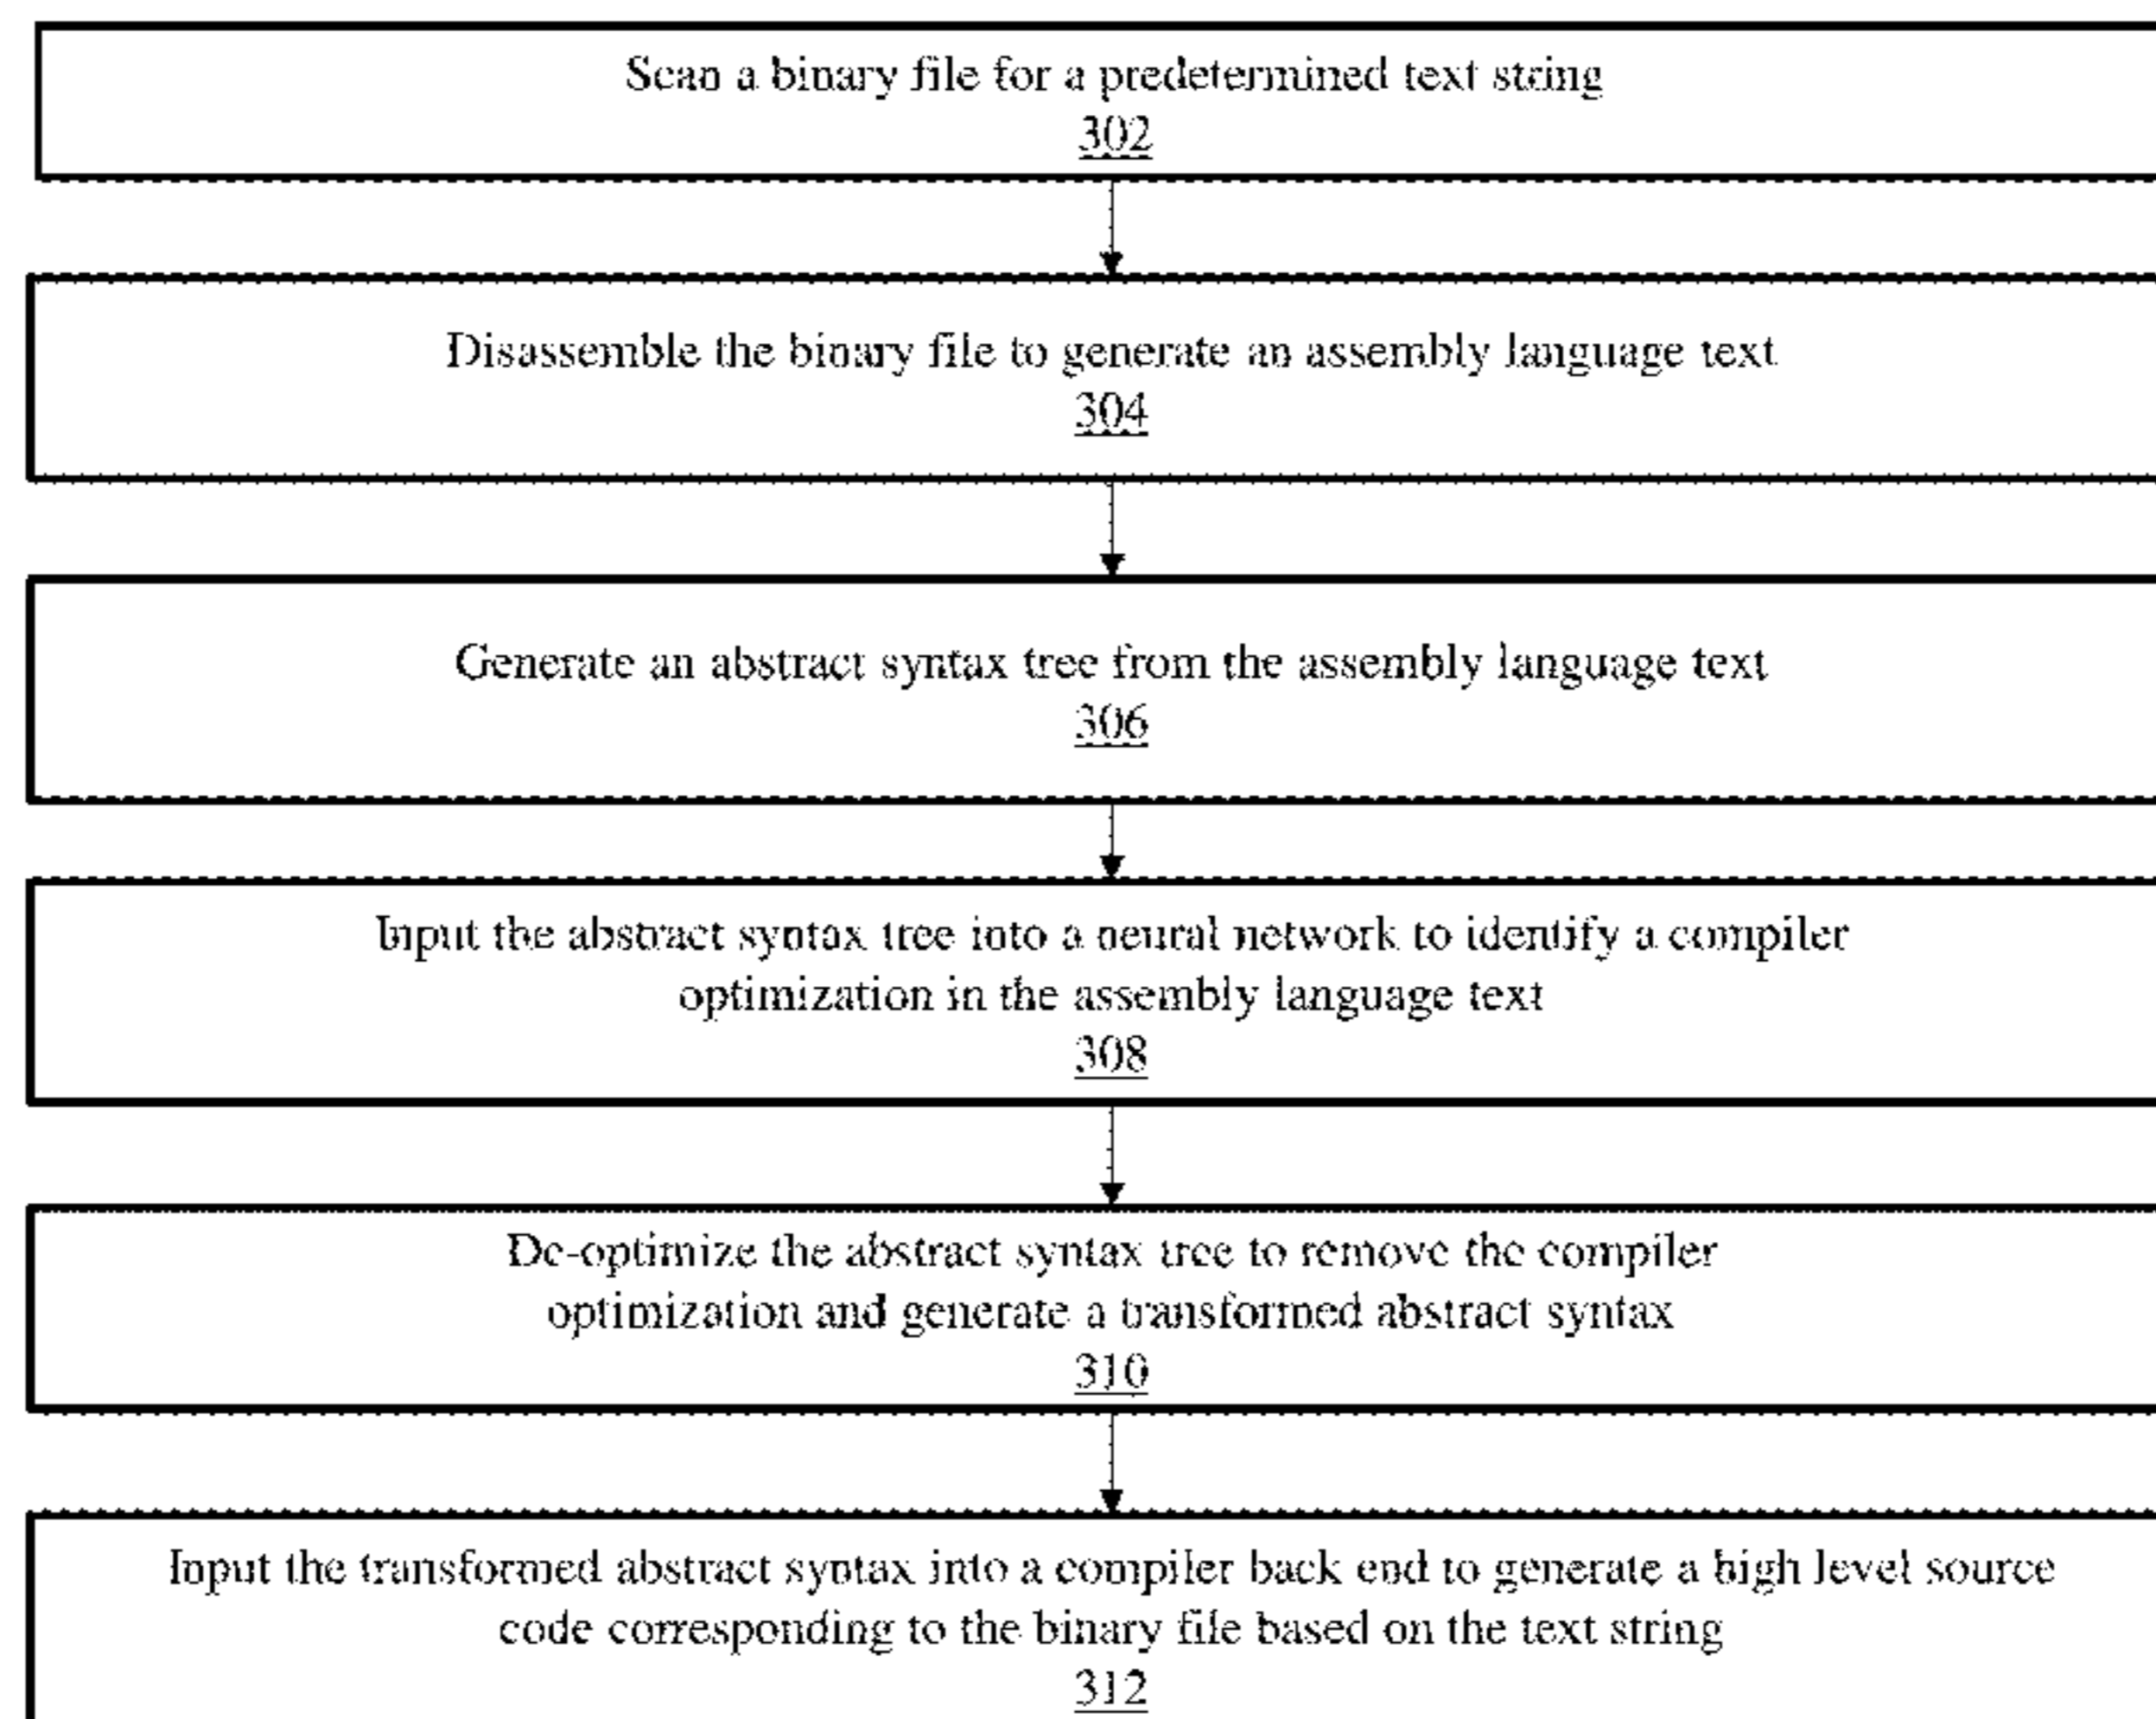 Scan a binary file for a predetermined text string
302
Disassemble the binary file to generate an assembly language text
304
Generate an abstract syntax tree from the assembly language text
306
Input the abstract syntax tree into a neural network to identify a compiler
optimization in the assembly language text
308
De-optimize the abstract syntax tree to remove the compiler
optimization and generate a transformed abstract syntax
310
Input the transformed abstract syntax into a compiler back end to generate a high level source
code corresponding to the binary file based on the text string
312